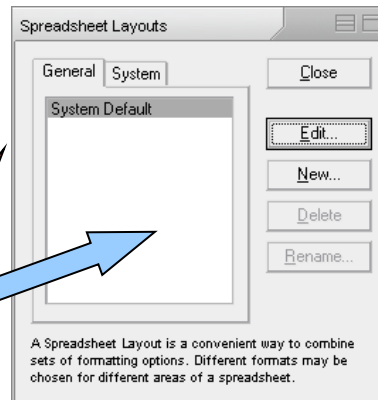 Spreadsheet Layouts
General System
Close
System Default
Edit...
New...
Delete
Rename...
A Spreadsheet Layout is a convenient way to combine
sets of formatting options. Different formats may be
chosen for different areas of a spreadsheet.